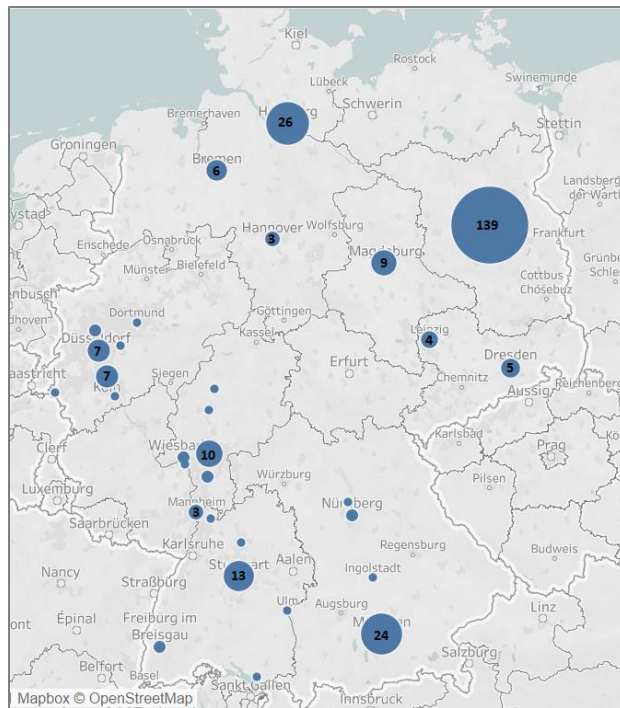 Kiel
Rostock
Lübeck
Swinemünde
Bremerhaven
26
Schwerin
Stettin
Groningen
Bremen
6
Landsberg
der Warth
139
Hannover
Wolfsburg
3
Frankfurt
Enschede
Osnabrück
Magdeburg
9
Bielefeld
Münster
Cottbus
Chóśebuz
Göttingen
Dortmund
Kassel
Leipzig
4
Düsseldorf
7
Erfurt
Dresden
5
7
Köln
Siegen
Chemnitz
Aussig
Reichenberg
Clerf
Wiesbaden
10
Karlsbad
Prag
Luxemburg
Würzburg
Pilsen
Mannheim
3
Nürnberg
Saarbrücken
Karlsruhe
Regensburg
Budweis
Stuttgart
13
Aalen
Ingolstadt
Nancy
Straßburg
Ulm
Augsburg
Linz
Épinal
Freiburg im
Breisgau
24
Salzburg
Belfort
Basel
Sankt Gallen
Innsbruck
Mapbox © OpenStreetMap